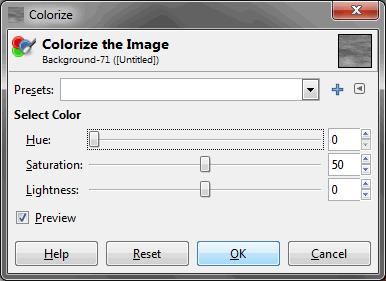 Colorize
Colorize the Image
Background-71 ([Untitled])
Presets:
Select Color
Hue: 0
Saturation: 50
Lightness: 0
Preview
Help Reset OK Cancel